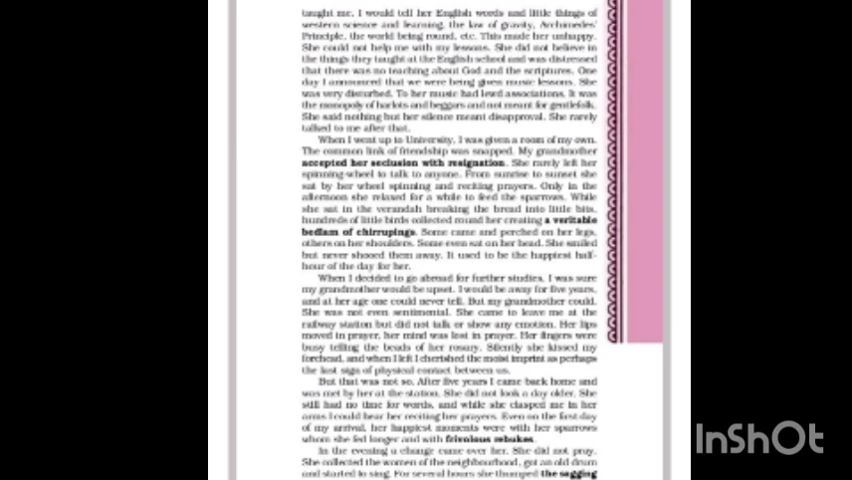 taught me. I would tell her English words and little things of
western science and learning, the law of gravity, Archimedes'
Principle, the world being round, etc. This made her unhappy.
She could not help me with my lessons. She did not believe in
the things they taught at the English school and was distressed
that there was no teaching about God and the scriptures. One
day I announced that we were being given music lessons. She
was very disturbed. To her music had lewd associations. It was
the monopoly of harlots and beggars and not meant for gentlefolk.
She said nothing but her silence meant disapproval. She rarely
talked to me after that.
When I went up to University, I was given a room of my own.
The common link of friendship was snapped. My grandmother
accepted her seclusion with resignation. She rarely left her
spinning-wheel to talk to anyone. From sunrise to sunset she
sat by her wheel spinning and reciting prayers. Only in the
afternoon she relaxed for a while to feed the sparrows. While
she sat in the verandah breaking the bread into little bits,
hundreds of little birds collected round her creating a veritable
bedlam of chirrupings. Some came and perched on her legs,
others on her shoulders. Some even sat on her head. She smiled
but never shooed them away. It used to be the happiest half-
hour of the day for her.
When I decided to go abroad for further studies, I was sure
my grandmother would be upset. I would be away for five years,
and at her age one could never tell. But my grandmother could.
She was not even sentimental. She came to leave me at the
railway station but did not talk or show any emotion. Her lips
moved in prayer, her mind was lost in prayer. Her fingers were
busy telling the beads of her rosary. Silently she kissed my
forehead, and when I left I cherished the moist imprint as perhaps
the last sign of physical contact between us.
But that was not so. After five years I came back home and
was met by her at the station. She did not look a day older. She
still had no time for words, and while she clasped me in her
arms I could hear her reciting her prayers. Even on the first day
of my arrival, her happiest moments were with her sparrows
whom she fed longer and with frivolous rebukes.
In the evening a change came over her. She did not pray.
She collected the women of the neighbourhood, got an old drum
and started to sing. For several hours she thumped the sagging
InShOt